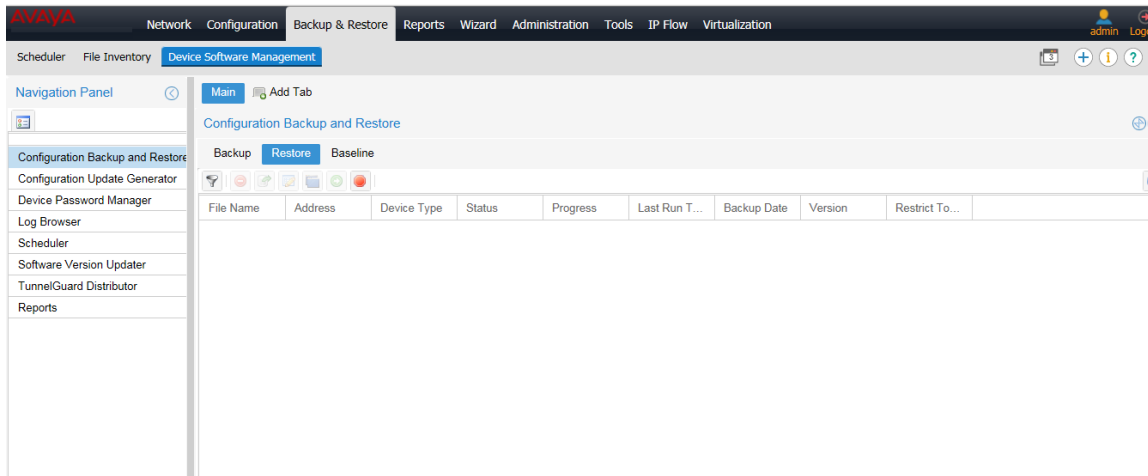 AVAYA
Network Configuration Backup & Restore Reports Wizard Administration Tools IP Flow Virtualization
admin Logo
Scheduler File Inventory Device Software Management
3 + i ?
Navigation Panel
Main Add Tab
Configuration Backup and Restore
Backup Restore Baseline
Configuration Backup and Restore
Configuration Update Generator
Device Password Manager
Log Browser
Scheduler
Software Version Updater
TunnelGuard Distributor
Reports
File Name Address Device Type Status Progress Last Run T... Backup Date Version Restrict To...